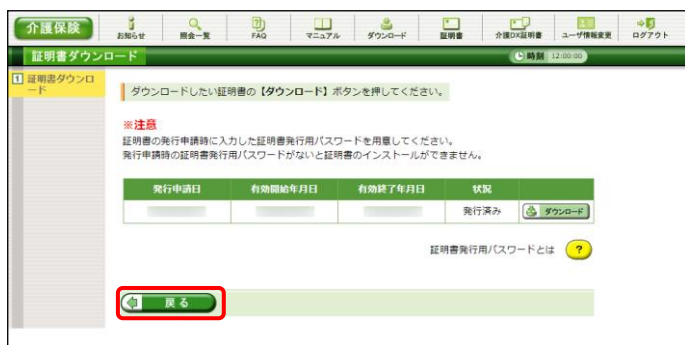 介護保険
お知らせ
照会一覧
FAQ
マニュアル
ダウンロード
証明書
介護DX証明書
ユーザ情報変更
ログアウト
証明書ダウンロード
時刻 12:00:00
1 証明書ダウンロ
ード
ダウンロードしたい証明書の【ダウンロード】ボタンを押してください。
※注意
証明書の発行申請時に入力した証明書発行用パスワードを用意してください。
発行申請時の証明書発行用パスワードがないと証明書のインストールができません。
発行申請日 有効開始年月日 有効終了年月日 状況
発行済み ダウンロード
証明書発行用パスワードとは ?
戻る